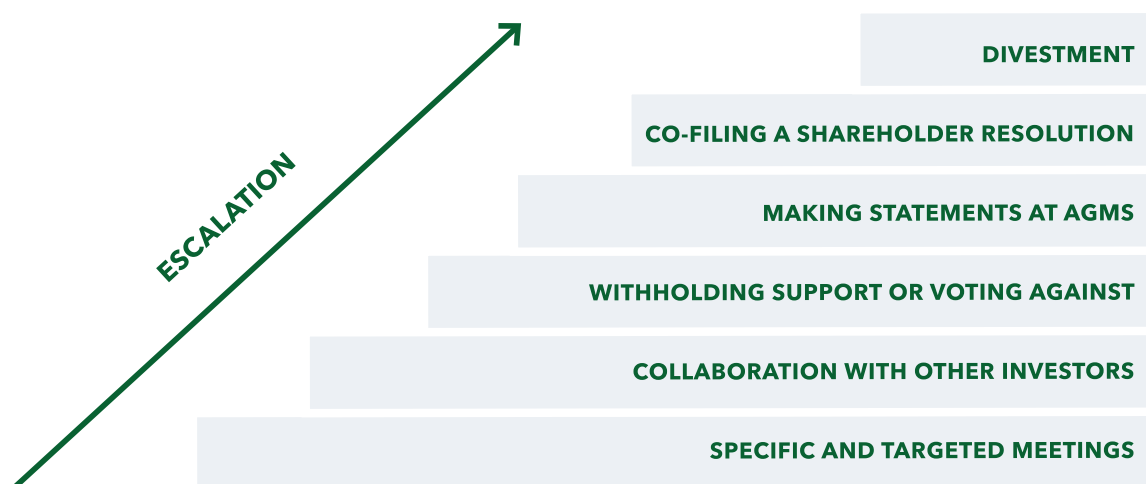 DIVESTMENT
CO-FILING A SHAREHOLDER RESOLUTION
ESCALATION
MAKING STATEMENTS AT AGMS
WITHHOLDING SUPPORT OR VOTING AGAINST
COLLABORATION WITH OTHER INVESTORS
SPECIFIC AND TARGETED MEETINGS